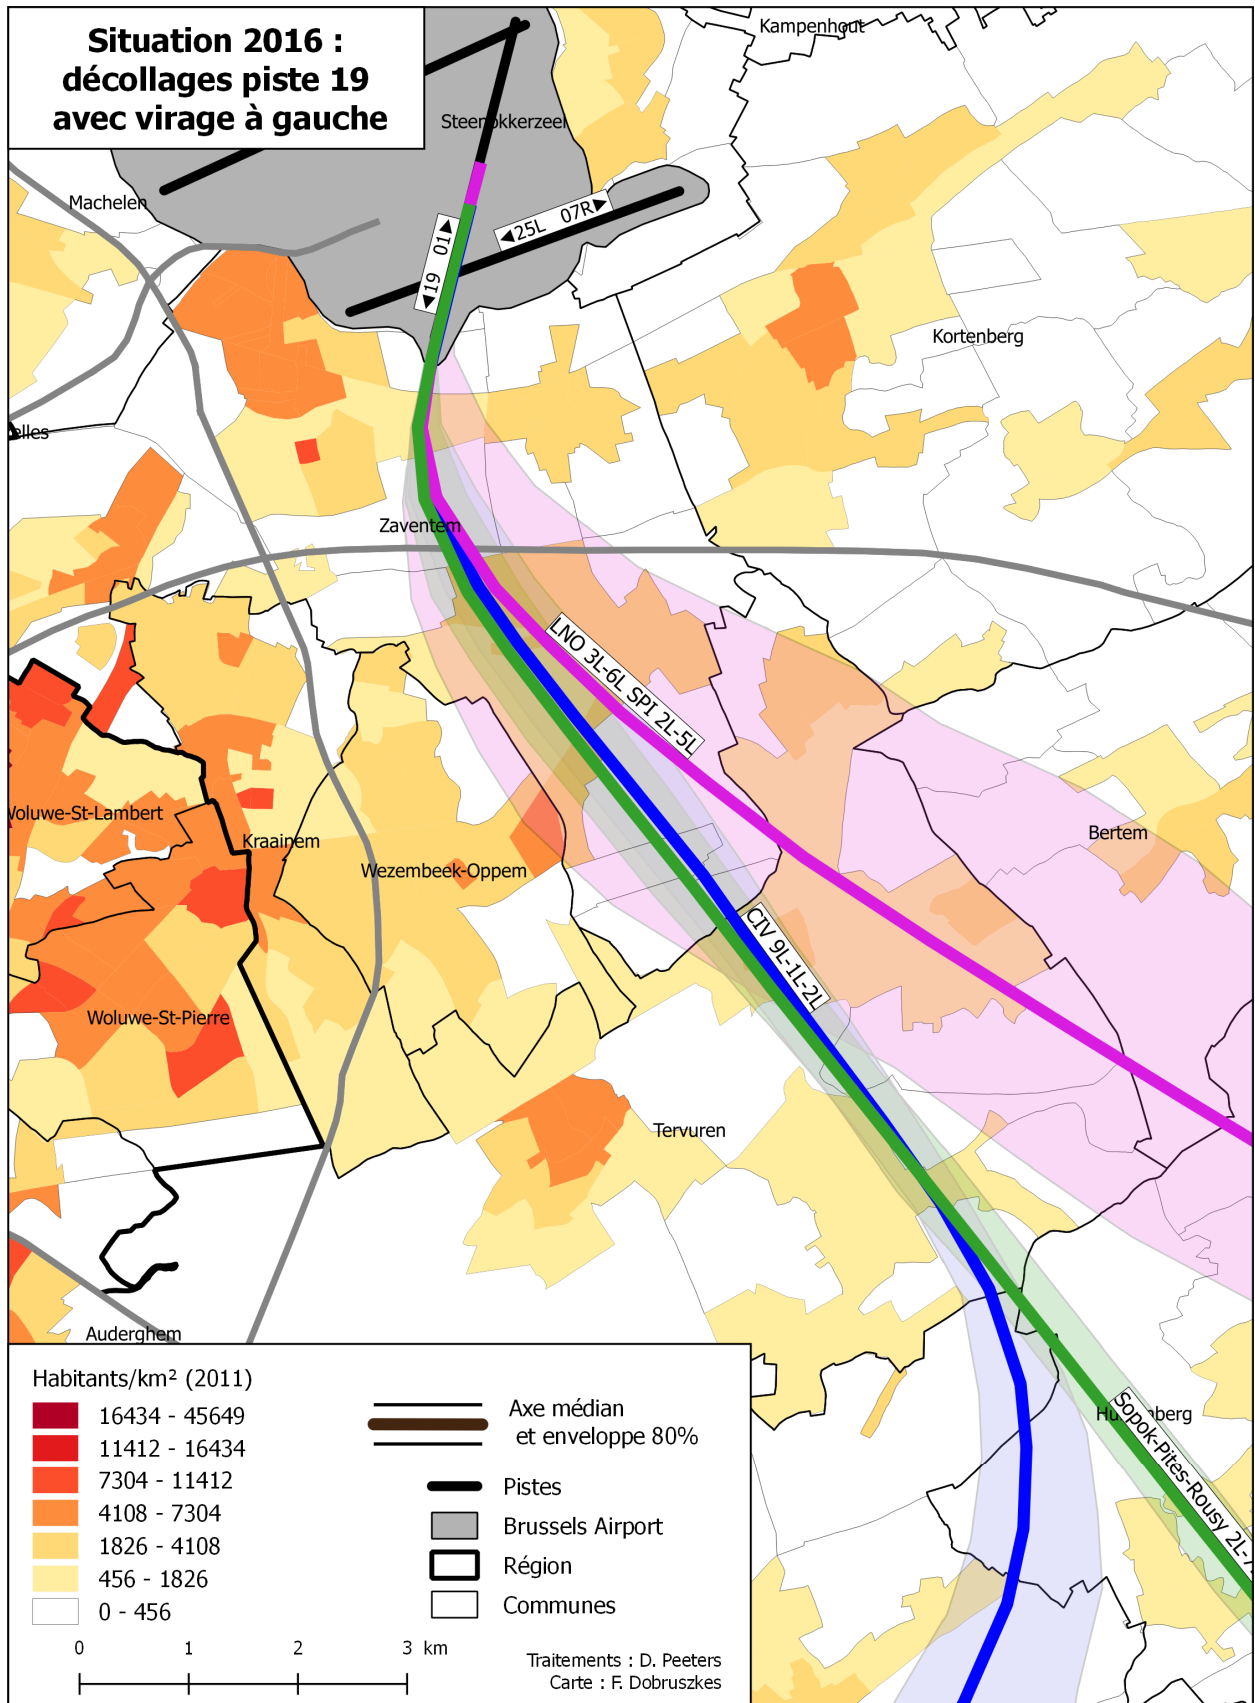 Situation 2016 :
décollages piste 19
avec virage à gauche
Kampenhout
Steenokkerzeel
Machelen
◄25L 07R►
◄19 01►
Kortenberg
elles
Zaventem
LNO 3L-6L SPI 2L-5L
Woluwe-St-Lambert
Kraainem
Wezembeek-Oppem
Bertem
CIV 9L-1L-2L
Woluwe-St-Pierre
Tervuren
Auderghem
Sopok-Pites-Rousy 2L-
Habitants/km² (2011)
16434 - 45649
11412 - 16434
7304 - 11412
4108 - 7304
1826 - 4108
456 - 1826
0 - 456
Axe médian
et enveloppe 80%
Pistes
Brussels Airport
Région
Communes
0 1 2 3 km
Traitements : D. Peeters
Carte : F. Dobruszkes